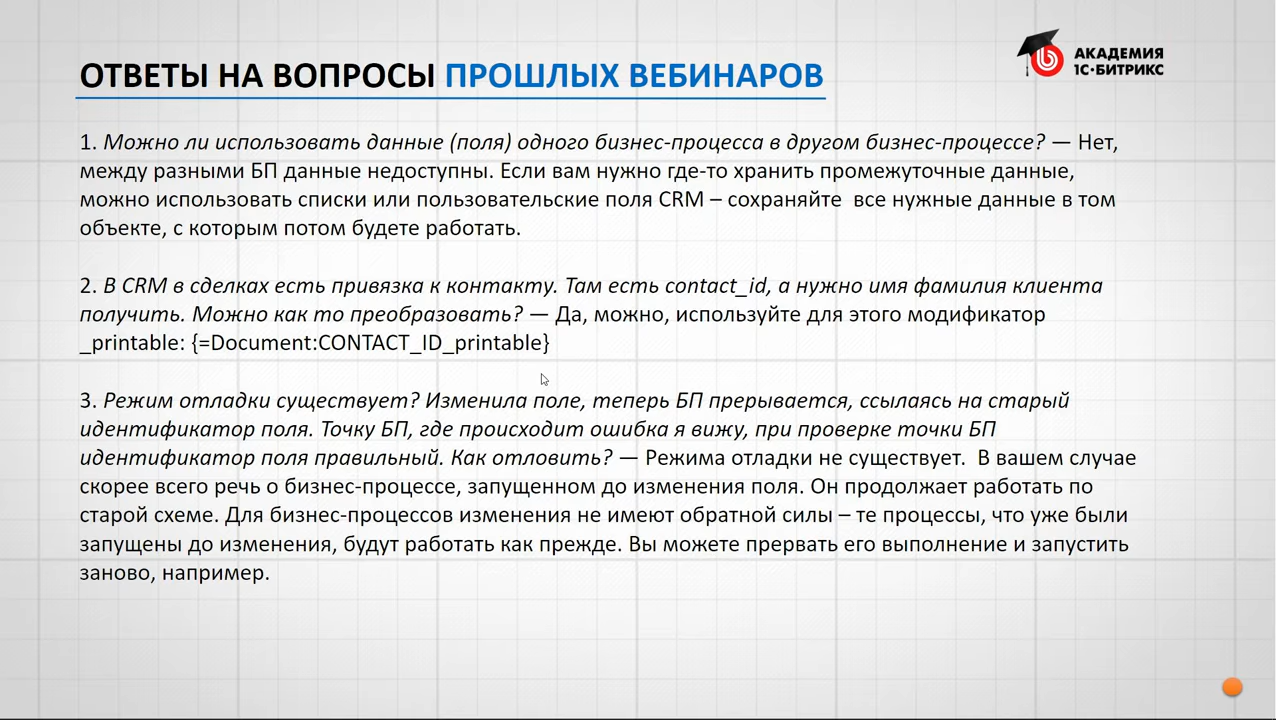 АКАДЕМИЯ
1С·БИТРИКС
ОТВЕТЫ НА ВОПРОСЫ ПРОШЛЫХ ВЕБИНАРОВ
1. Можно ли использовать данные (поля) одного бизнес-процесса в другом бизнес-процессе? — Нет,
между разными БП данные недоступны. Если вам нужно где-то хранить промежуточные данные,
можно использовать списки или пользовательские поля CRM – сохраняйте  все нужные данные в том
объекте, с которым потом будете работать.
2. В CRM в сделках есть привязка к контакту. Там есть contact_id, а нужно имя фамилия клиента
получить. Можно как то преобразовать? — Да, можно, используйте для этого модификатор
_printable: {=Document:CONTACT_ID_printable}
3. Режим отладки существует? Изменила поле, теперь БП прерывается, ссылаясь на старый
идентификатор поля. Точку БП, где происходит ошибка я вижу, при проверке точки БП
идентификатор поля правильный. Как отловить? — Режима отладки не существует.  В вашем случае
скорее всего речь о бизнес-процессе, запущенном до изменения поля. Он продолжает работать по
старой схеме. Для бизнес-процессов изменения не имеют обратной силы – те процессы, что уже были
запущены до изменения, будут работать как прежде. Вы можете прервать его выполнение и запустить
заново, например.